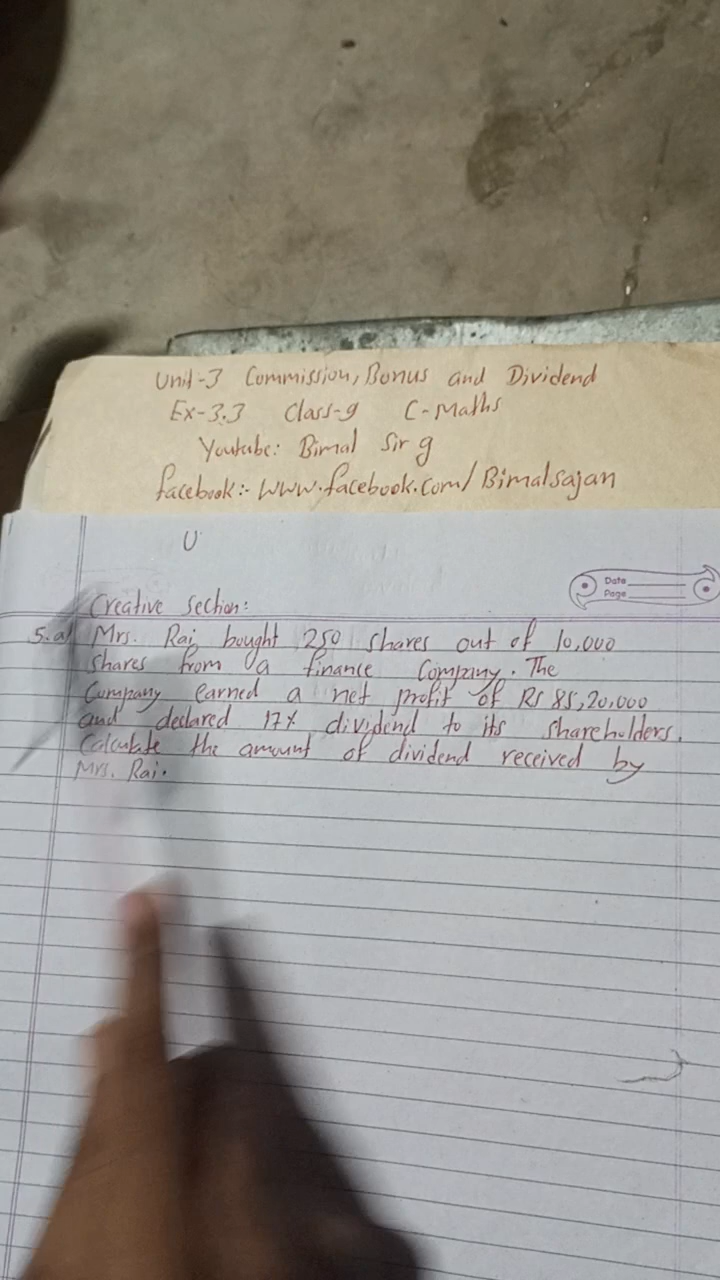 Unit-3 Commission, Bonus and Dividend
Ex-3.3 Class-9 C-Maths
Youtube: Bimal Sir g
facebook:- www.facebook.com/Bimalsajan
U
Date
Page
Creative Section:
5.a) Mrs. Rai bought 250 shares out of 10,000
shares from a finance Company. The
Company earned a net profit of RS 85,20,000
and declared 17% dividend to its shareholders.
Calculate the amount of dividend received by
Mrs. Rai.